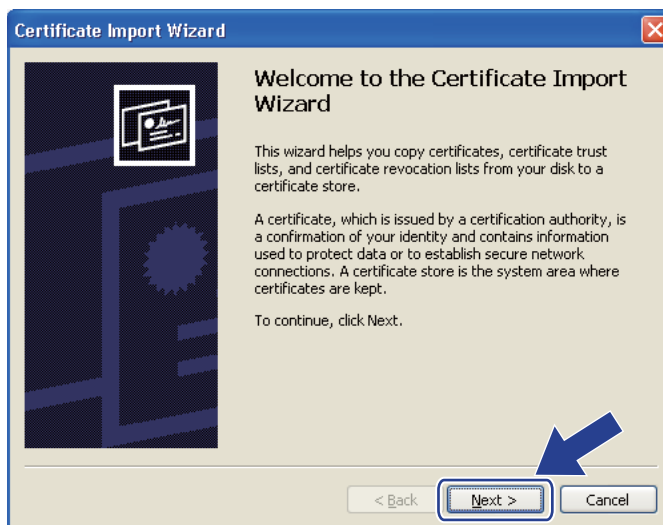 Certificate Import Wizard
Welcome to the Certificate Import
Wizard
This wizard helps you copy certificates, certificate trust
lists, and certificate revocation lists from your disk to a
certificate store.
A certificate, which is issued by a certification authority, is
a confirmation of your identity and contains information
used to protect data or to establish secure network
connections. A certificate store is the system area where
certificates are kept.
To continue, click Next.
< Back
Next >
Cancel